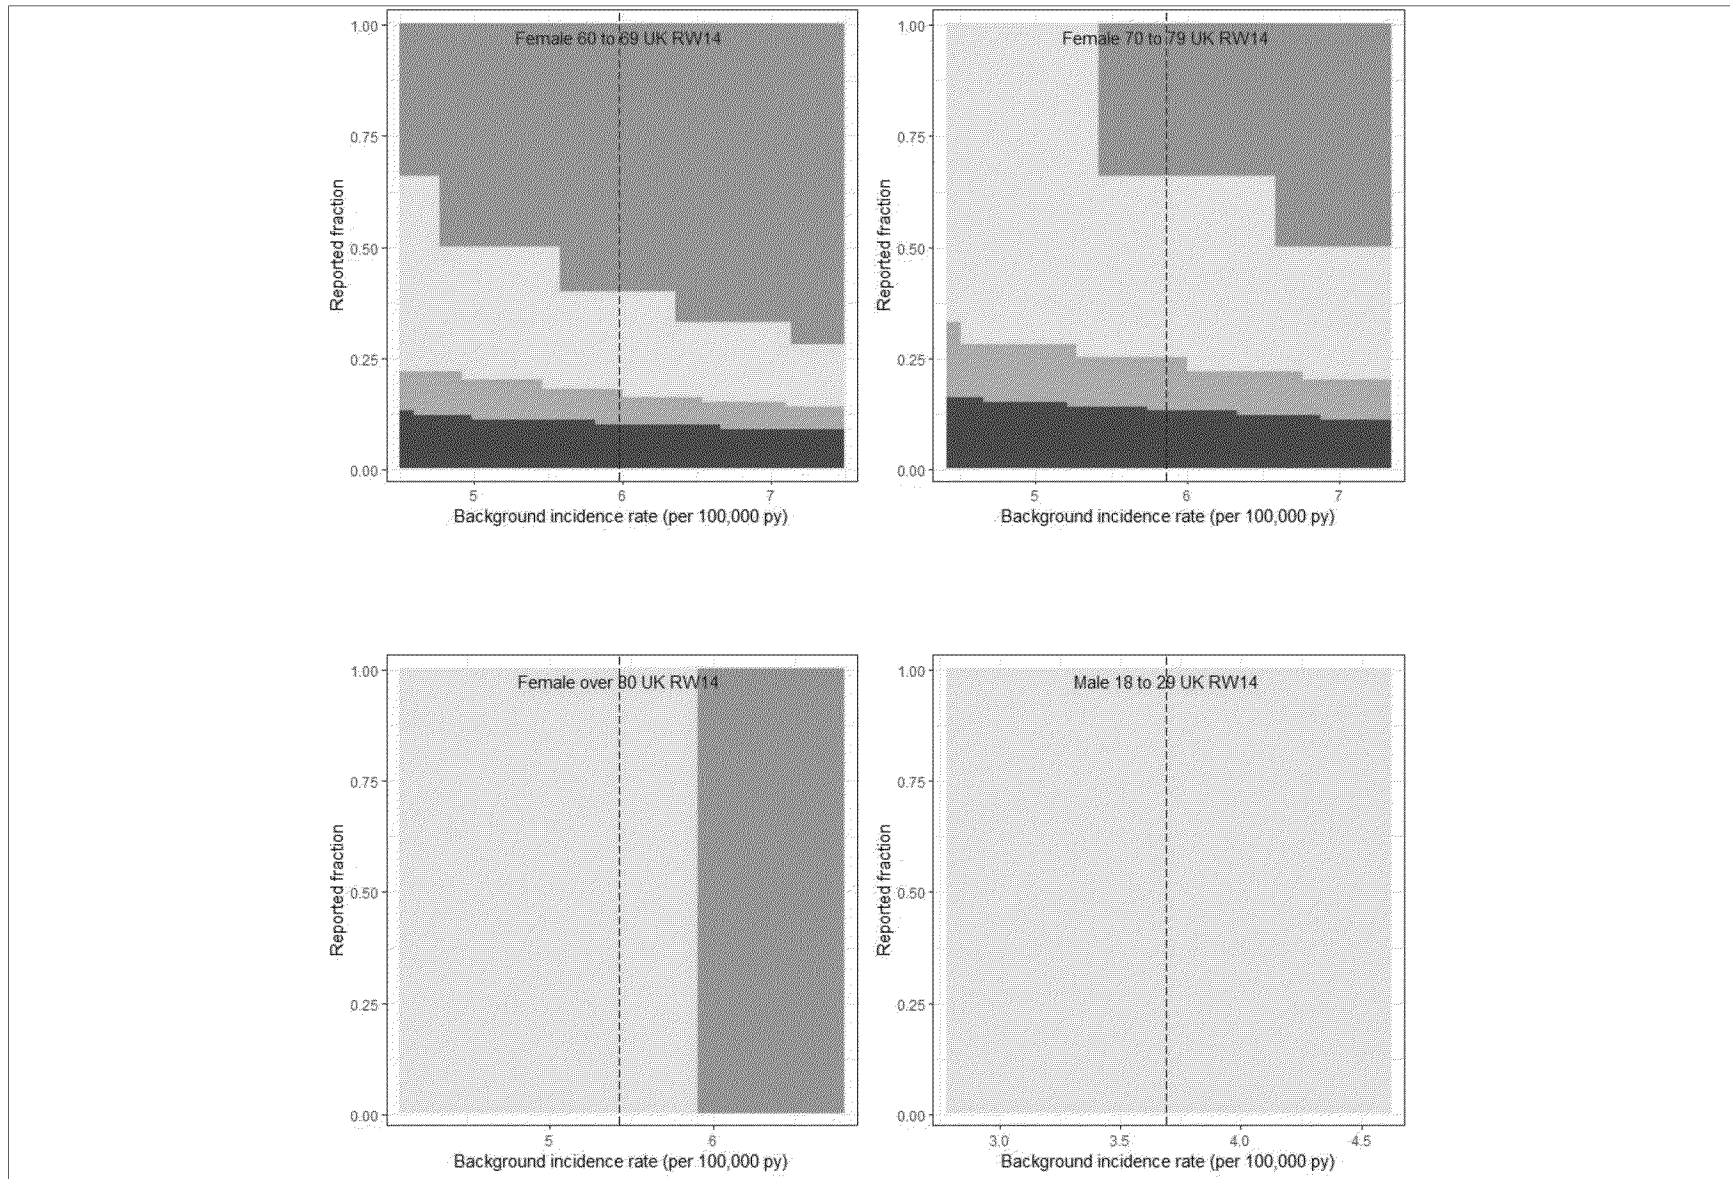 Female 60 to 69 UK RW14
1.00
0.75
0.50
0.25
0.00
Reported fraction
5 6 7
Background incidence rate (per 100,000 py)
Female 70 to 79 UK RW14
1.00
0.75
0.50
0.25
0.00
Reported fraction
5 6 7
Background incidence rate (per 100,000 py)
Female over 80 UK RW14
1.00
0.75
0.50
0.25
0.00
Reported fraction
5 6
Background incidence rate (per 100,000 py)
Male 18 to 29 UK RW14
1.00
0.75
0.50
0.25
0.00
Reported fraction
3.0 3.5 4.0 4.5
Background incidence rate (per 100,000 py)